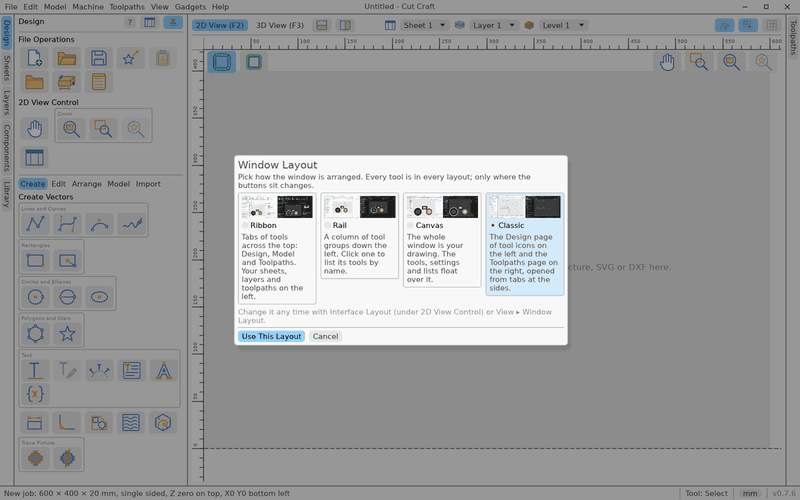 Untitled - Cut Craft
File Edit Model Machine Toolpaths View Gadgets Help
Design
Sheets
Layers
Components
Library
Design
File Operations
2D View Control
Zoom
Create Edit Arrange Model Import
Create Vectors
Lines and Curves
Rectangles
Circles and Ellipses
Polygons and Stars
Text
Trace Picture
2D View (F2) 3D View (F3) Sheet 1 Layer 1 Level 1
Toolpaths
Window Layout
Pick how the window is arranged. Every tool is in every layout; only where the
buttons sit changes.
Ribbon
Tabs of tools
across the top:
Design, Model
and Toolpaths.
Your sheets,
layers and
toolpaths on the
left.
Rail
A column of tool
groups down the
left. Click one to
list its tools by
name.
Canvas
The whole
window is your
drawing. The
tools, settings
and lists float
over it.
Classic
The Design page
of tool icons on
the left and the
Toolpaths page on
the right, opened
from tabs at the
sides.
Change it any time with Interface Layout (under 2D View Control) or View ▸ Window
Layout.
Use This Layout Cancel
cture, SVG or DXF here.
New job: 600 × 400 × 20 mm, single sided, Z zero on top, X0 Y0 bottom left
Tool: Select mm v0.7.6